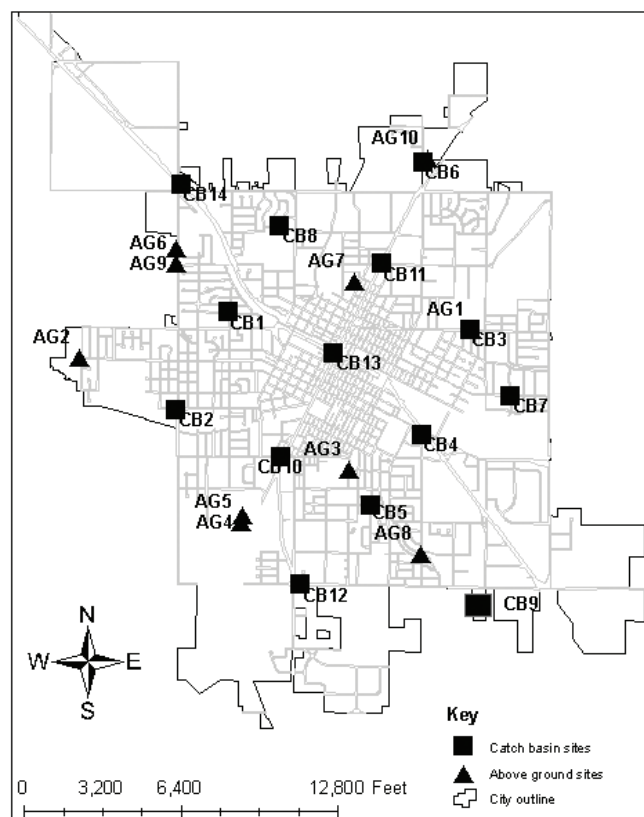 AG10
CB6
CB14
CB8
AG6
AG9
AG7
CB11
CB1
AG1
CB3
AG2
CB13
CB7
CB2
CB4
CB10
AG3
AG5
AG4
CB5
AG8
CB12
CB9
N
W E
S
Key
Catch basin sites
Above ground sites
City outline
0 3,200 6,400 12,800 Feet